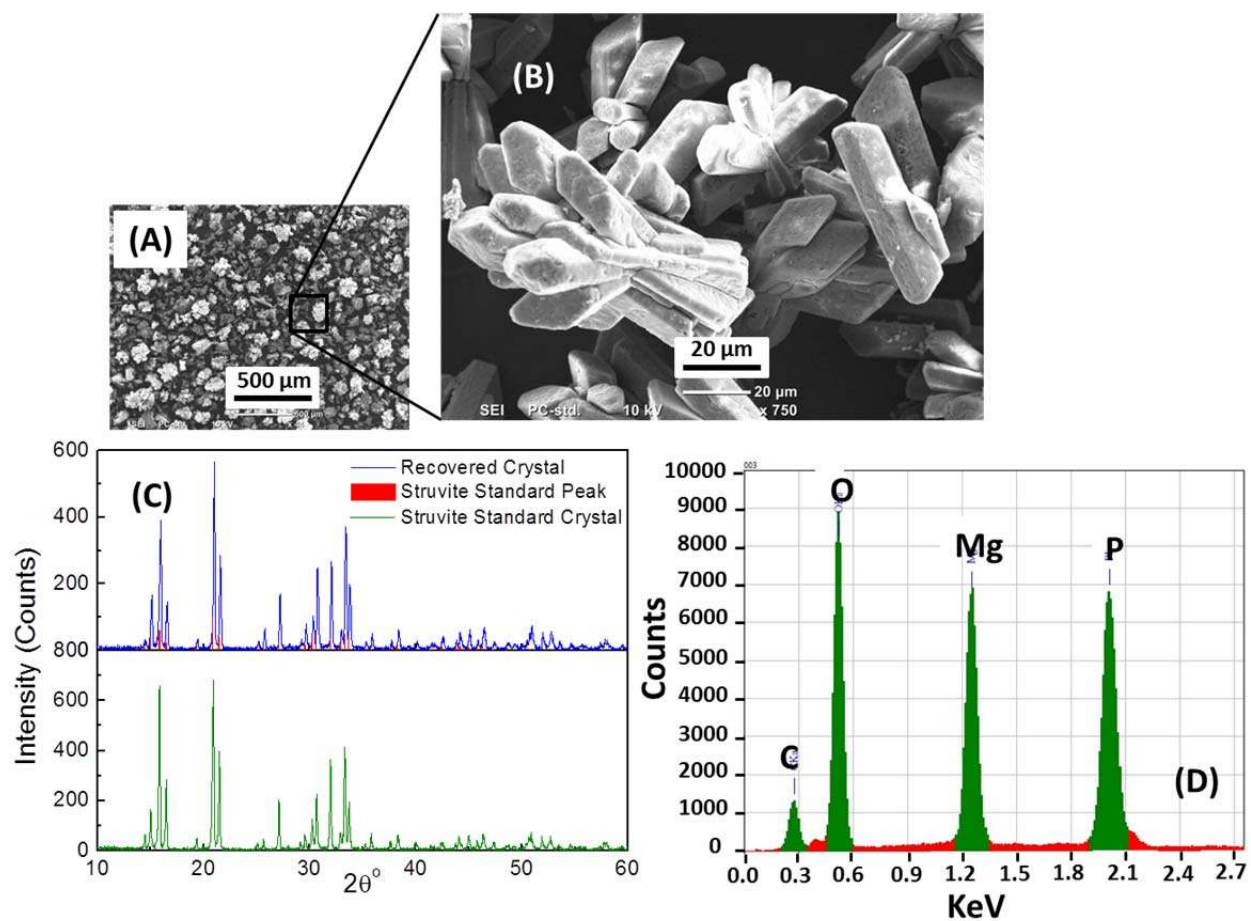 (A)
500 µm
(B)
20 µm
20 µm
SEI PC-std. 10 kV x 750
(C)
Recovered Crystal
Struvite Standard Peak
Struvite Standard Crystal
600
400
200
800
600
400
200
0
Intensity (Counts)
10 20 30 40 50 60
2θ°
003
(D)
C
O
Mg
P
10000
9000
8000
7000
6000
5000
4000
3000
2000
1000
0
Counts
0.0 0.3 0.6 0.9 1.2 1.5 1.8 2.1 2.4 2.7
KeV